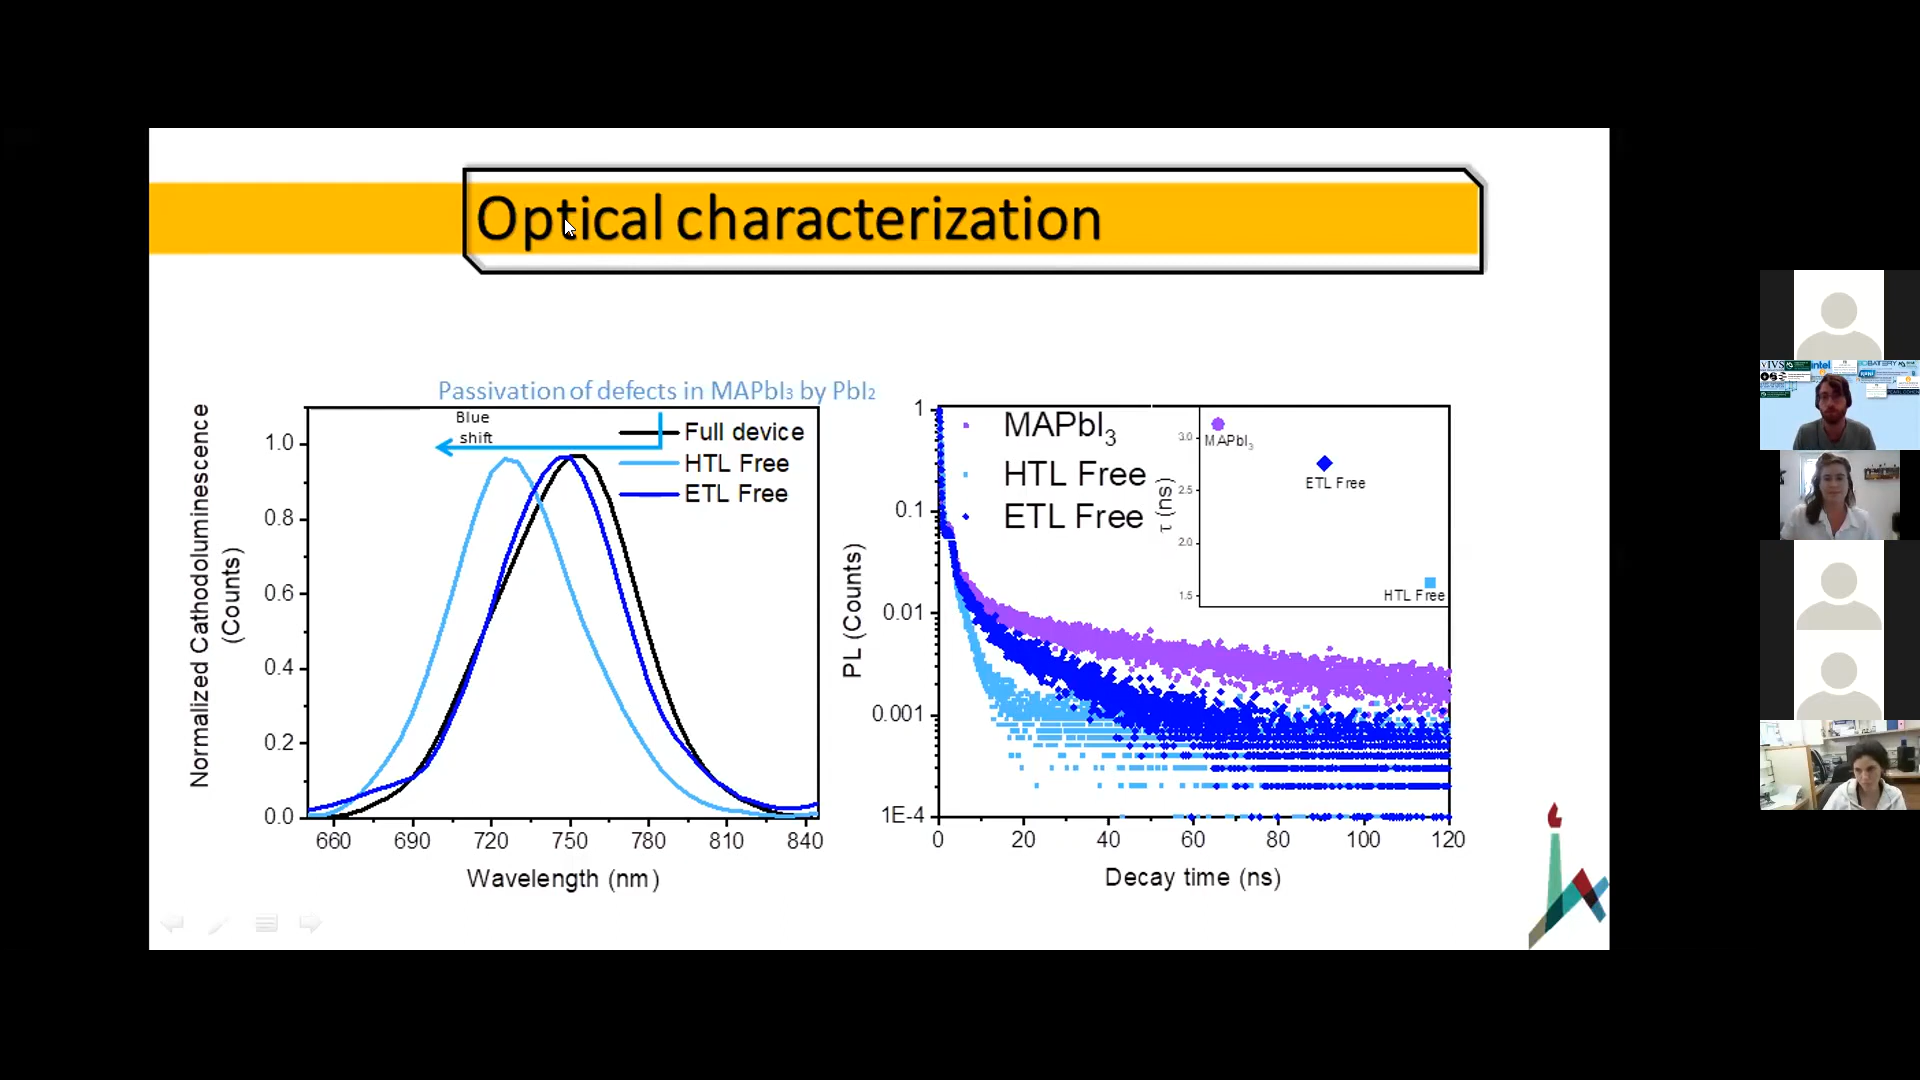 Optical characterization
Passivation of defects in MAPbI₃ by PbI₂
Normalized Cathodoluminescence
(Counts)
1.0
0.8
0.6
0.4
0.2
0.0
Blue
shift
Full device
HTL Free
ETL Free
660 690 720 750 780 810 840
Wavelength (nm)
PL (Counts)
1
0.1
0.01
0.001
1E-4
MAPbI₃
HTL Free
ETL Free
τ (ns)
3.0
2.5
2.0
1.5
MAPbI₃
ETL Free
HTL Free
0 20 40 60 80 100 120
Decay time (ns)
intel